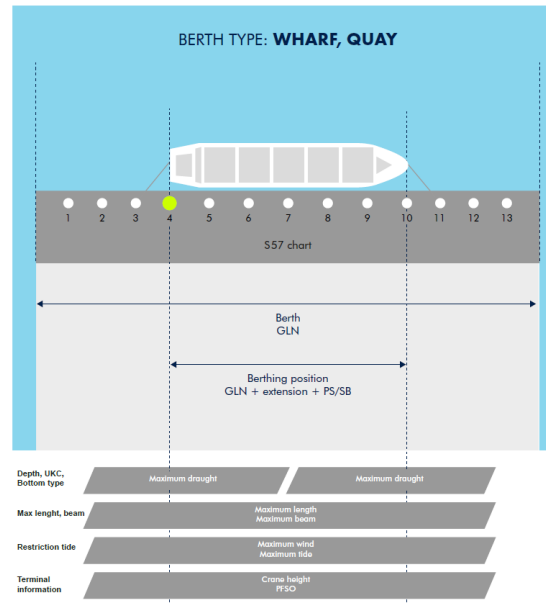 BERTH TYPE: WHARF, QUAY
1 2 3 4 5 6 7 8 9 10 11 12 13
S57 chart
Berth
GLN
Berthing position
GLN + extension + PS/SB
Depth, UKC,
Bottom type
Maximum draught
Maximum draught
Max lenght, beam
Maximum length
Maximum beam
Restriction tide
Maximum wind
Maximum tide
Terminal
information
Crane height
PFSO